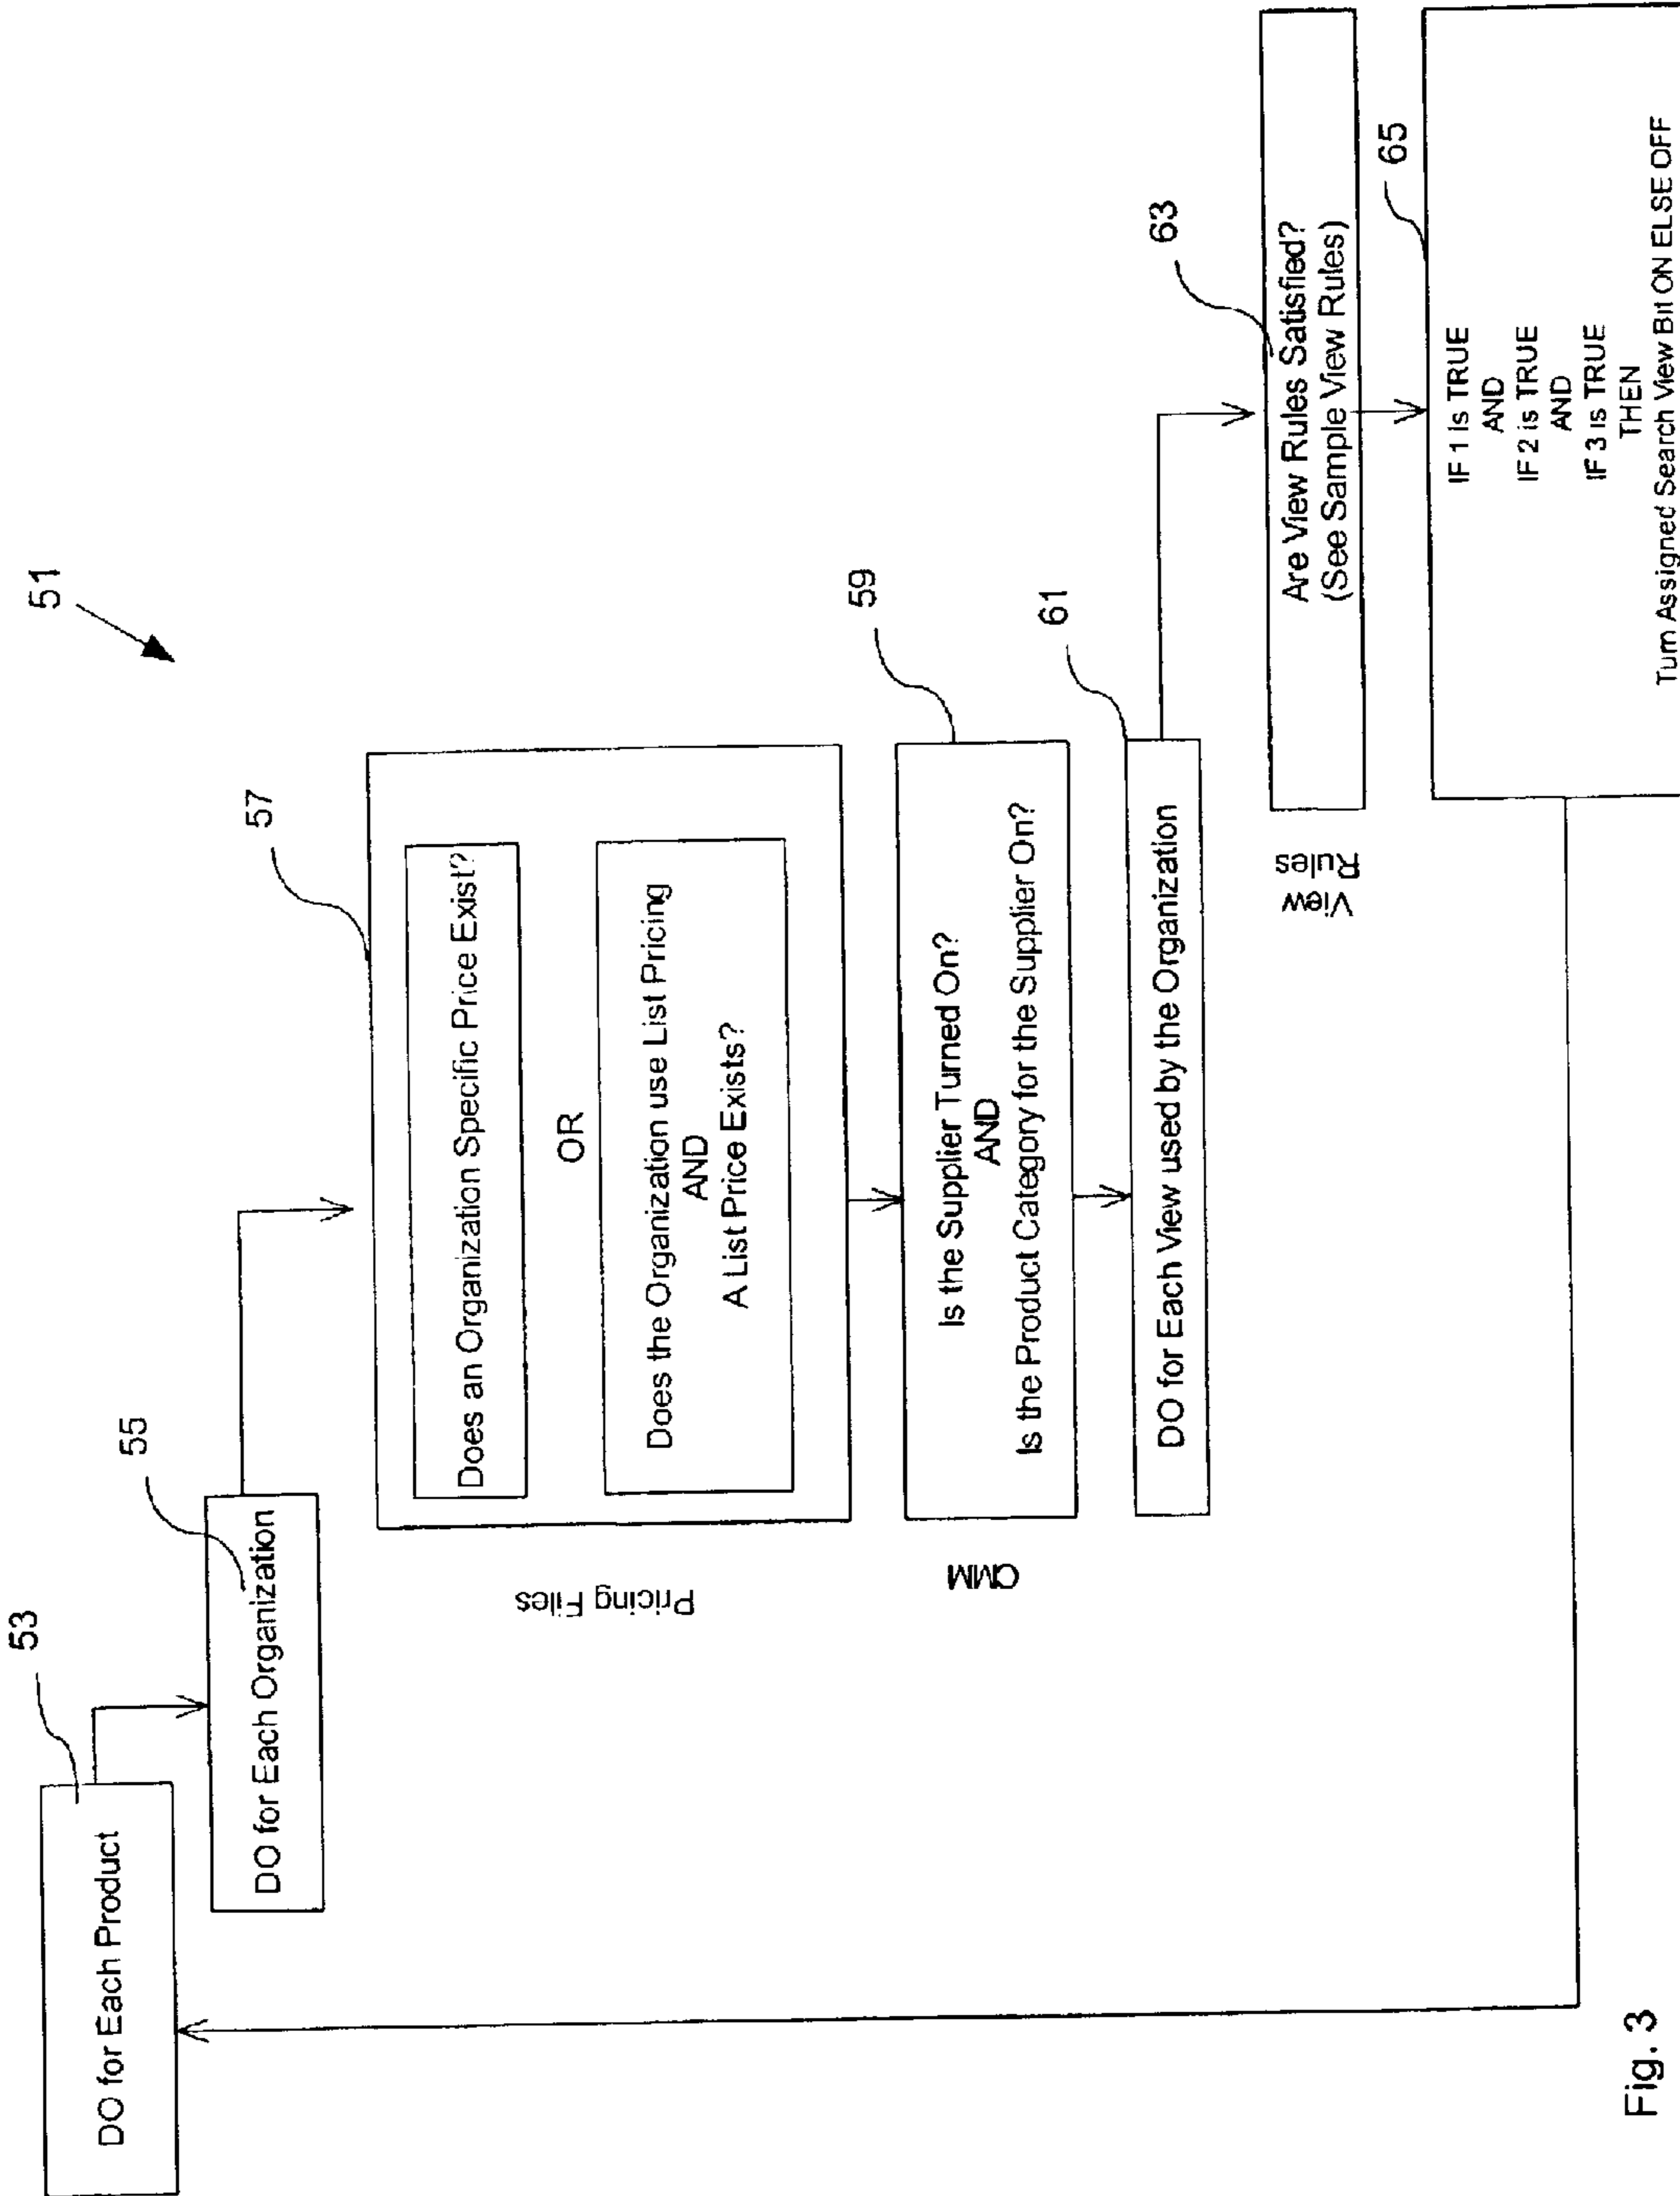 51
53
DO for Each Product
55
DO for Each Organization
57
Pricing Files
Does an Organization Specific Price Exist?
OR
Does the Organization use List Pricing
AND
A List Price Exists?
59
QMM
Is the Supplier Turned On?
AND
Is the Product Category for the Supplier On?
61
DO for Each View used by the Organization
63
View
Rules
Are View Rules Satisfied?
(See Sample View Rules)
65
IF 1 is TRUE
AND
IF 2 is TRUE
AND
IF 3 is TRUE
THEN
Turn Assigned Search View Bit ON ELSE OFF
Fig. 3